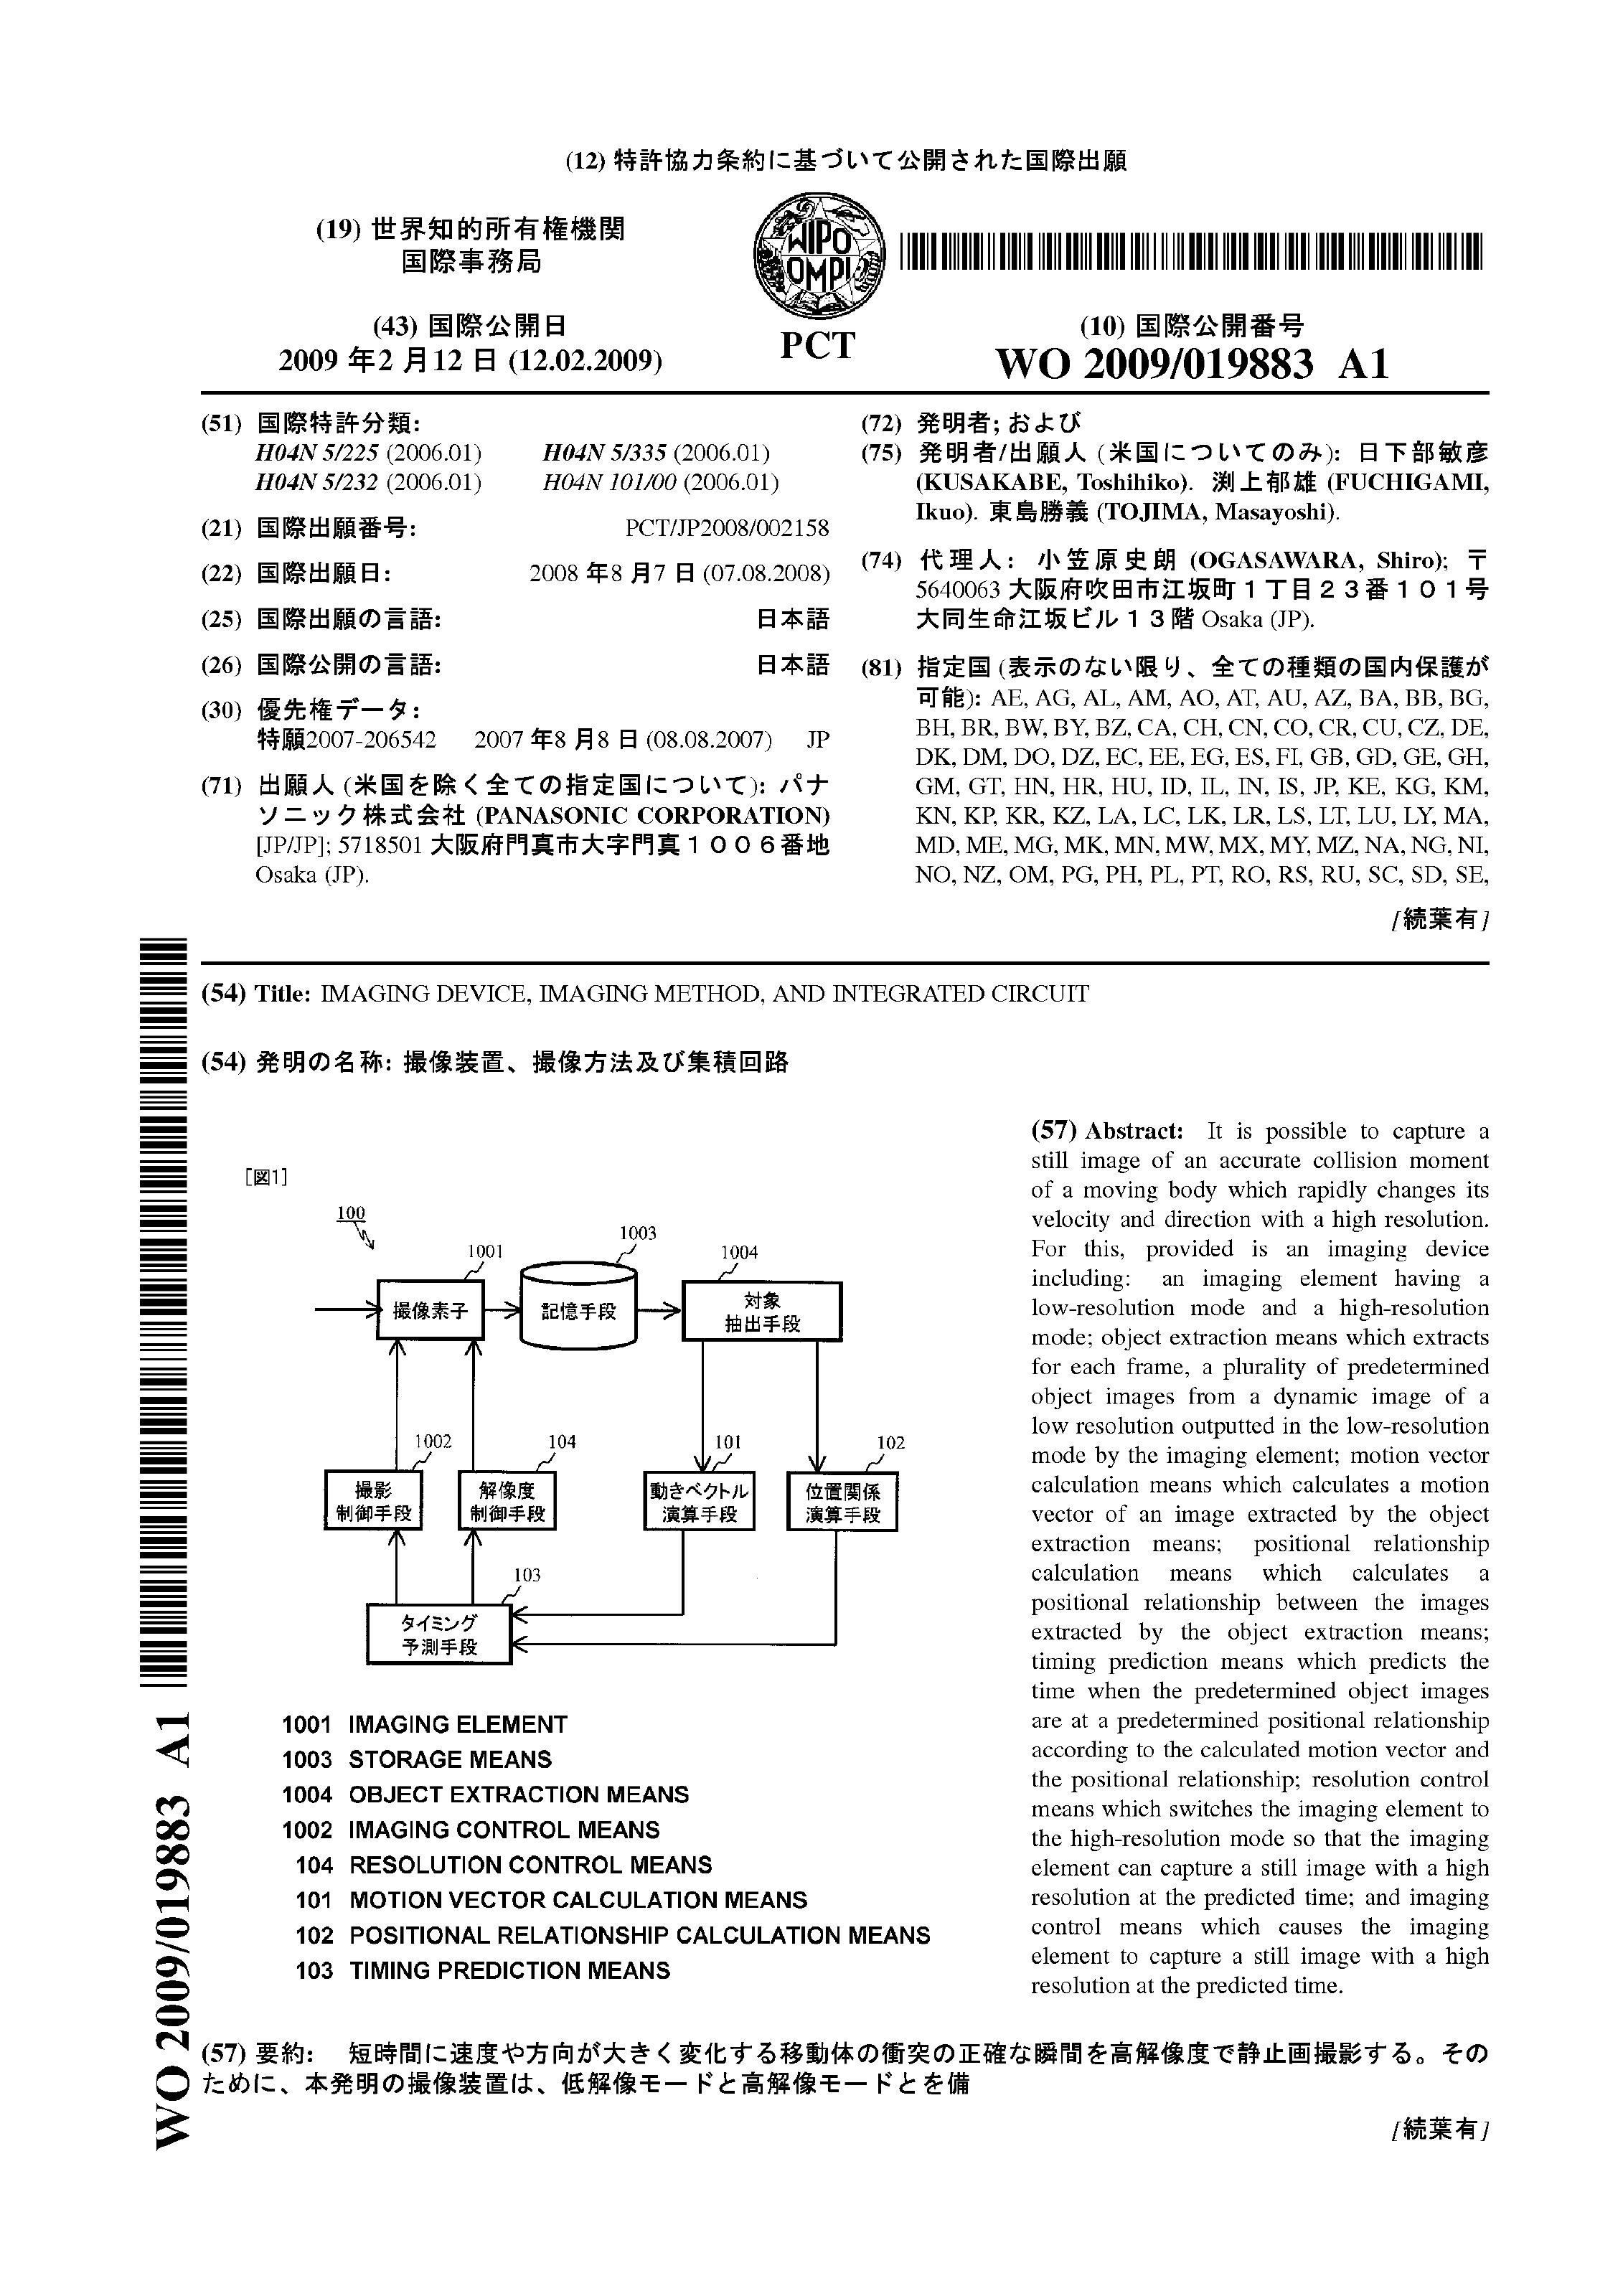 (12) 特許協力条約に基づいて公開された国際出願
(19) 世界知的所有権機関
国際事務局
WIPO
OMPI
PCT
(43) 国際公開日
2009 年2 月12 日 (12.02.2009)
(10) 国際公開番号
WO 2009/019883 A1
(51) 国際特許分類:
H04N 5/225 (2006.01) H04N 5/335 (2006.01)
H04N 5/232 (2006.01) H04N 101/00 (2006.01)
(21) 国際出願番号: PCT/JP2008/002158
(22) 国際出願日: 2008 年8 月7 日 (07.08.2008)
(25) 国際出願の言語: 日本語
(26) 国際公開の言語: 日本語
(30) 優先権データ:
特願2007-206542 2007 年8 月8 日 (08.08.2007) JP
(71) 出願人 (米国を除く全ての指定国について): パナ
ソニック株式会社 (PANASONIC CORPORATION)
[JP/JP]; 5718501 大阪府門真市大字門真１００６番地
Osaka (JP).
(72) 発明者; および
(75) 発明者/出願人 (米国についてのみ): 日下部敏彦
(KUSAKABE, Toshihiko). 渕上郁雄 (FUCHIGAMI,
Ikuo). 東島勝義 (TOJIMA, Masayoshi).
(74) 代理人: 小笠原史朗 (OGASAWARA, Shiro); 〒
5640063 大阪府吹田市江坂町１丁目２３番１０１号
大同生命江坂ビル１３階 Osaka (JP).
(81) 指定国 (表示のない限り、全ての種類の国内保護が
可能): AE, AG, AL, AM, AO, AT, AU, AZ, BA, BB, BG,
BH, BR, BW, BY, BZ, CA, CH, CN, CO, CR, CU, CZ, DE,
DK, DM, DO, DZ, EC, EE, EG, ES, FI, GB, GD, GE, GH,
GM, GT, HN, HR, HU, ID, IL, IN, IS, JP, KE, KG, KM,
KN, KP, KR, KZ, LA, LC, LK, LR, LS, LT, LU, LY, MA,
MD, ME, MG, MK, MN, MW, MX, MY, MZ, NA, NG, NI,
NO, NZ, OM, PG, PH, PL, PT, RO, RS, RU, SC, SD, SE,
[続葉有]
(54) Title: IMAGING DEVICE, IMAGING METHOD, AND INTEGRATED CIRCUIT
(54) 発明の名称: 撮像装置、撮像方法及び集積回路
[図1]
100
1001
1003
1004
撮像素子
記憶手段
対象
抽出手段
1002
104
101
102
撮影
制御手段
解像度
制御手段
動きベクトル
演算手段
位置関係
演算手段
103
タイミング
予測手段
1001 IMAGING ELEMENT
1003 STORAGE MEANS
1004 OBJECT EXTRACTION MEANS
1002 IMAGING CONTROL MEANS
104 RESOLUTION CONTROL MEANS
101 MOTION VECTOR CALCULATION MEANS
102 POSITIONAL RELATIONSHIP CALCULATION MEANS
103 TIMING PREDICTION MEANS
(57) Abstract: It is possible to capture a
still image of an accurate collision moment
of a moving body which rapidly changes its
velocity and direction with a high resolution.
For this, provided is an imaging device
including: an imaging element having a
low-resolution mode and a high-resolution
mode; object extraction means which extracts
for each frame, a plurality of predetermined
object images from a dynamic image of a
low resolution outputted in the low-resolution
mode by the imaging element; motion vector
calculation means which calculates a motion
vector of an image extracted by the object
extraction means; positional relationship
calculation means which calculates a
positional relationship between the images
extracted by the object extraction means;
timing prediction means which predicts the
time when the predetermined object images
are at a predetermined positional relationship
according to the calculated motion vector and
the positional relationship; resolution control
means which switches the imaging element to
the high-resolution mode so that the imaging
element can capture a still image with a high
resolution at the predicted time; and imaging
control means which causes the imaging
element to capture a still image with a high
resolution at the predicted time.
(57) 要約: 短時間に速度や方向が大きく変化する移動体の衝突の正確な瞬間を高解像度で静止画撮影する。その
ために、本発明の撮像装置は、低解像モードと高解像モードとを備
[続葉有]
WO 2009/019883 A1